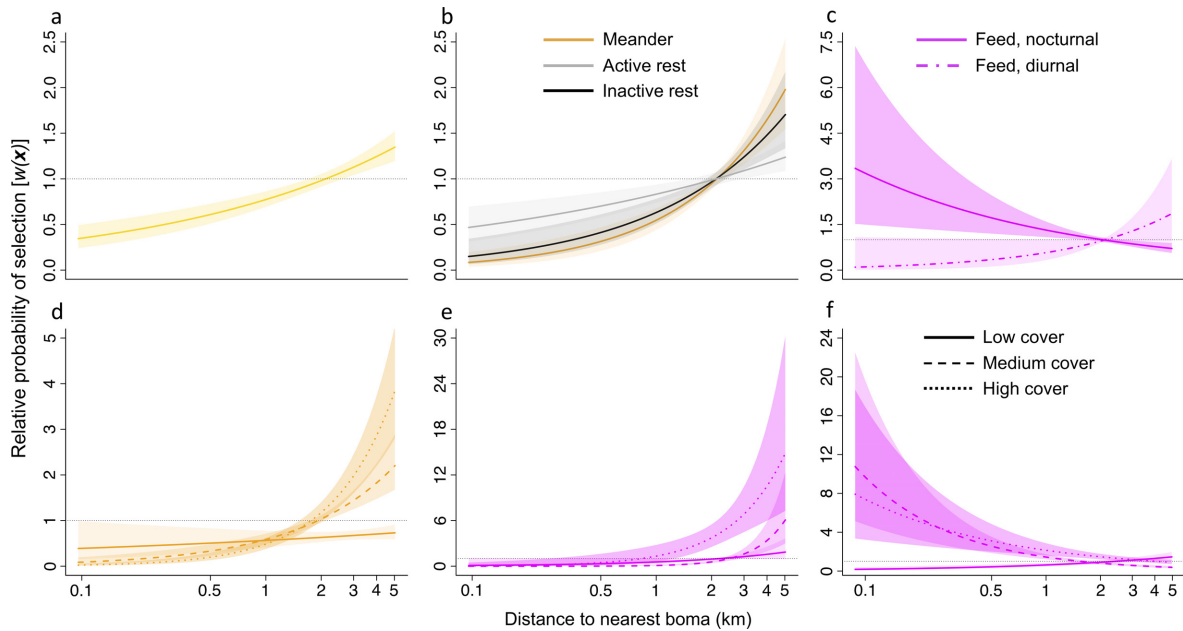 a
b
c
2.5
2.0
1.5
1.0
0.5
0.0
2.5
2.0
1.5
1.0
0.5
0.0
Meander
Active rest
Inactive rest
7.5
6.0
4.5
3.0
1.5
0.0
Feed, nocturnal
Feed, diurnal
Relative probability of selection [w(x)]
d
e
f
5
4
3
2
1
0
30
24
18
12
6
0
24
20
16
12
8
4
0
Low cover
Medium cover
High cover
0.1 0.5 1 2 3 4 5
0.1 0.5 1 2 3 4 5
0.1 0.5 1 2 3 4 5
Distance to nearest boma (km)